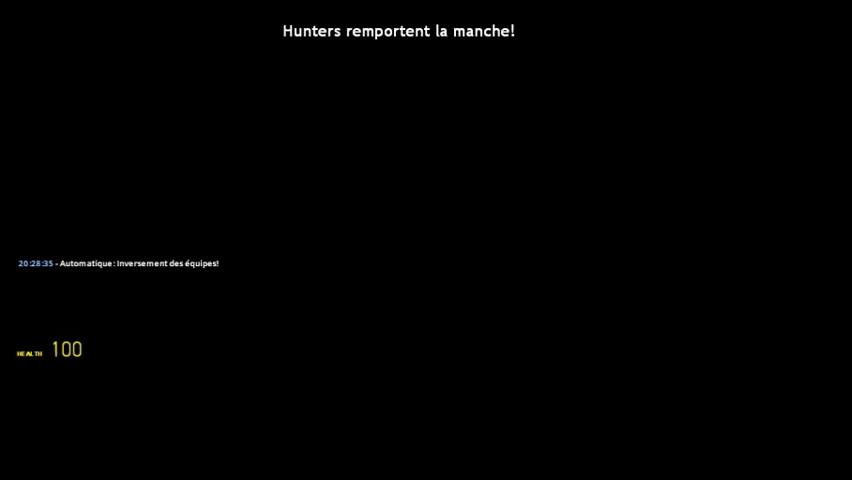 Hunters remportent la manche!
20:28:35 - Automatique: Inversement des équipes!
HEALTH 100